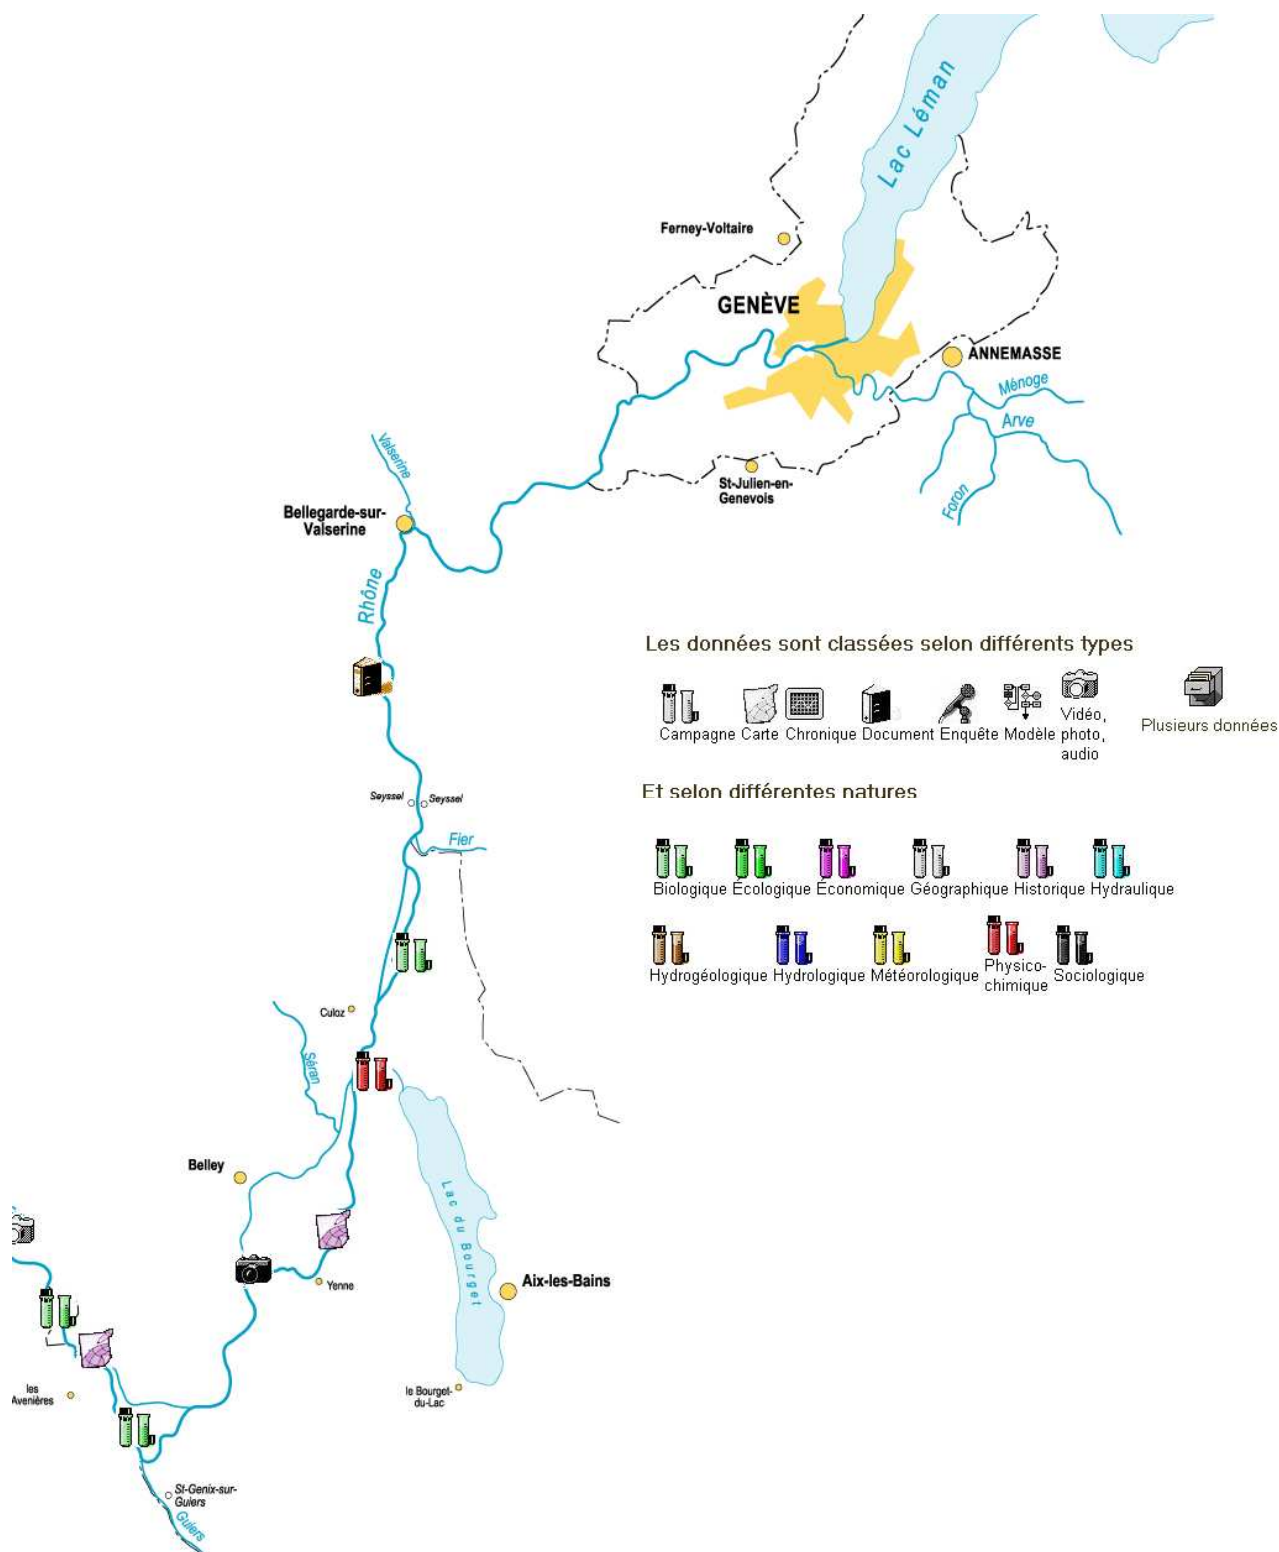 Lac Léman
Ferney-Voltaire
GENÈVE
ANNEMASSE
Ménoge
Arve
Foron
St-Julien-en-
Genevois
Valserine
Bellegarde-sur-
Valserine
Rhône
Les données sont classées selon différents types
Campagne Carte Chronique Document Enquête Modèle
Vidéo,
photo,
audio
Plusieurs données
Et selon différentes natures
Biologique Écologique Économique Géographique Historique Hydraulique
Hydrogéologique Hydrologique Météorologique
Physico-
chimique
Sociologique
Seyssel Seyssel
Fier
Culoz
Séran
Belley
Lac du Bourget
Yenne
Aix-les-Bains
le Bourget-
du-Lac
les
Avenières
St-Genix-sur-
Guiers
Guiers